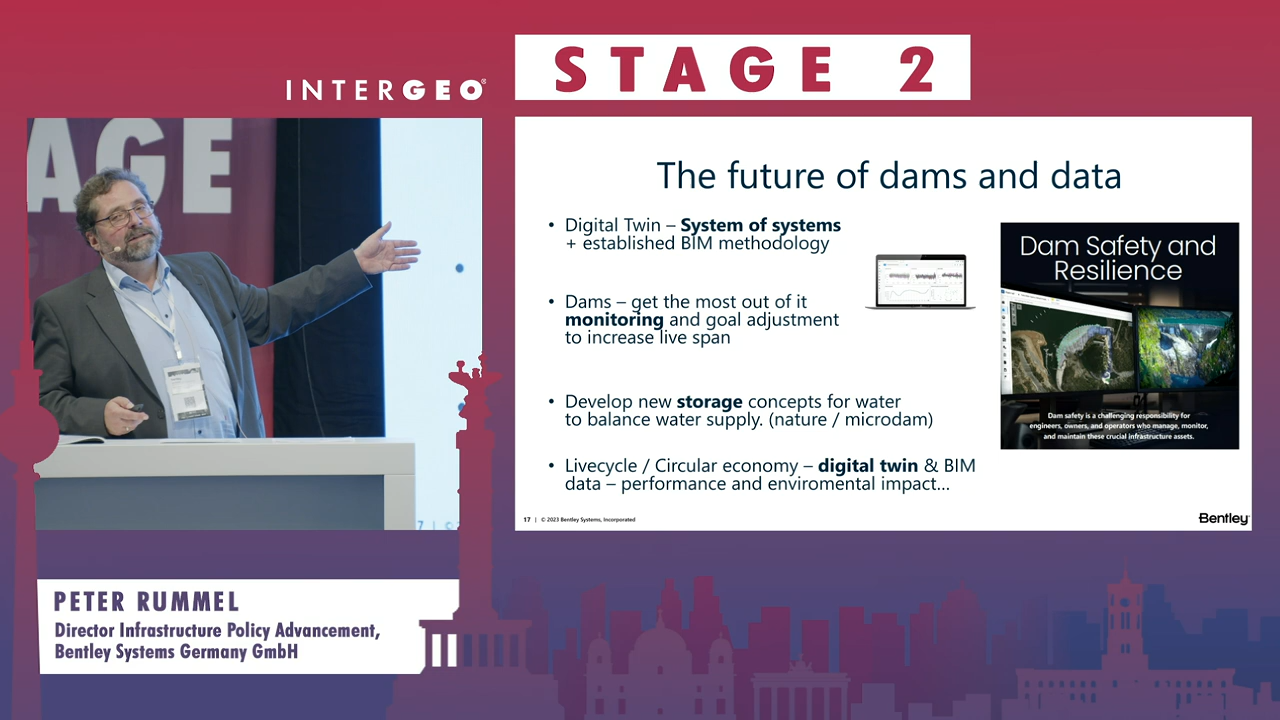 INTERGEO®
STAGE 2
AGE
The future of dams and data
• Digital Twin – System of systems
+ established BIM methodology
• Dams – get the most out of it
monitoring and goal adjustment
to increase live span
• Develop new storage concepts for water
to balance water supply. (nature / microdam)
• Livecycle / Circular economy – digital twin & BIM
data – performance and enviromental impact...
Dam Safety and
Resilience
Dam safety is a challenging responsibility for
engineers, owners, and operators who manage, monitor,
and maintain these crucial infrastructure assets.
17 | © 2023 Bentley Systems, Incorporated
Bentley
PETER RUMMEL
Director Infrastructure Policy Advancement,
Bentley Systems Germany GmbH